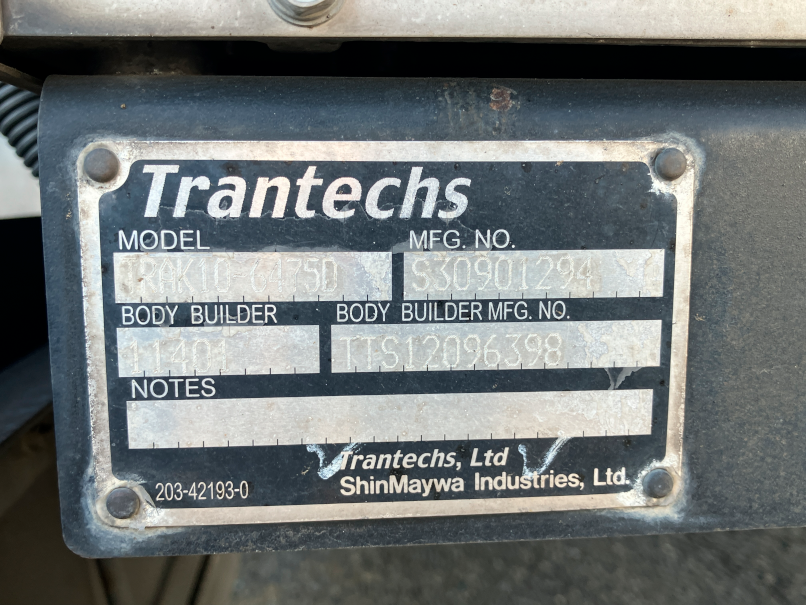 Trantechs
MODEL MFG. NO.
S30901294
BODY BUILDER BODY BUILDER MFG. NO.
11401 TTS12096398
NOTES
Trantechs, Ltd
203-42193-0 ShinMaywa Industries, Ltd.